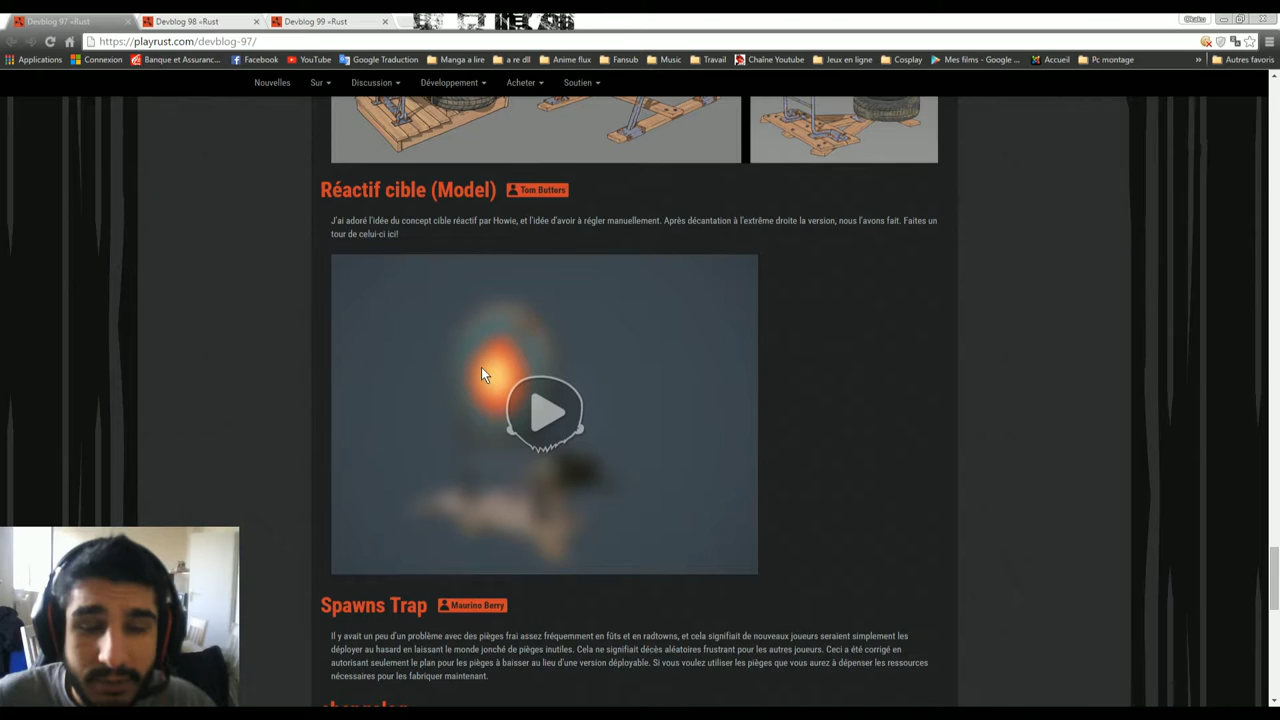 Devblog 97 «Rust
Devblog 98 «Rust
Devblog 99 «Rust
Otaku
https://playrust.com/devblog-97/
Applications
Connexion
Banque et Assuranc...
Facebook
YouTube
Google Traduction
Manga a lire
a re dll
Anime flux
Fansub
Music
Travail
Chaîne Youtube
Jeux en ligne
Cosplay
Mes films - Google ...
Accueil
Pc montage
»
Autres favoris
Nouvelles
Sur
Discussion
Développement
Acheter
Soutien
Réactif cible (Model)
Tom Butters
J'ai adoré l'idée du concept cible réactif par Howie, et l'idée d'avoir à régler manuellement. Après décantation à l'extrême droite la version, nous l'avons fait. Faites un
tour de celui-ci ici!
Spawns Trap
Maurino Berry
Il y avait un peu d'un problème avec des pièges frai assez fréquemment en fûts et en radtowns, et cela signifiait de nouveaux joueurs seraient simplement les
déployer au hasard en laissant le monde jonché de pièges inutiles. Cela ne signifiait décès aléatoires frustrant pour les autres joueurs. Ceci a été corrigé en
autorisant seulement le plan pour les pièges à baisser au lieu d'une version déployable. Si vous voulez utiliser les pièges que vous aurez à dépenser les ressources
nécessaires pour les fabriquer maintenant.
changelog